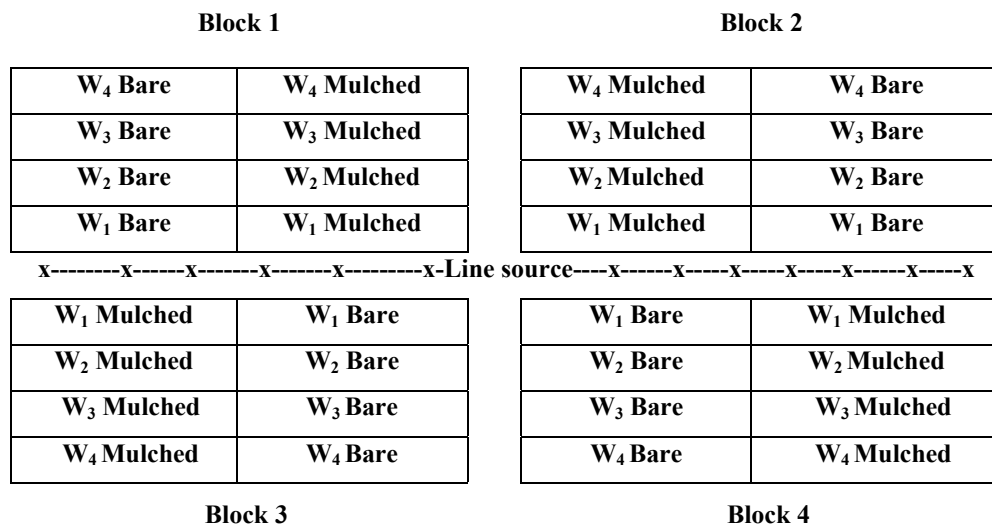 Block 1 Block 2
W₄ Bare W₄ Mulched W₄ Mulched W₄ Bare
W₃ Bare W₃ Mulched W₃ Mulched W₃ Bare
W₂ Bare W₂ Mulched W₂ Mulched W₂ Bare
W₁ Bare W₁ Mulched W₁ Mulched W₁ Bare
x--------x------x-------x-------x---------x-Line source----x------x-----x-----x-----x------x-----x
W₁ Mulched W₁ Bare W₁ Bare W₁ Mulched
W₂ Mulched W₂ Bare W₂ Bare W₂ Mulched
W₃ Mulched W₃ Bare W₃ Bare W₃ Mulched
W₄ Mulched W₄ Bare W₄ Bare W₄ Mulched
Block 3 Block 4